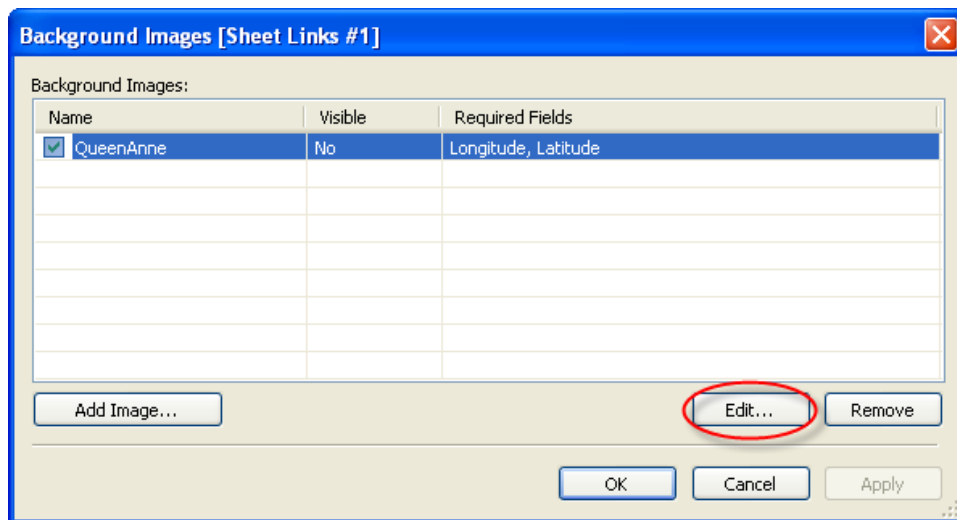 Background Images [Sheet Links #1]
Background Images:
Name Visible Required Fields
QueenAnne No Longitude, Latitude
Add Image... Edit... Remove
OK Cancel Apply